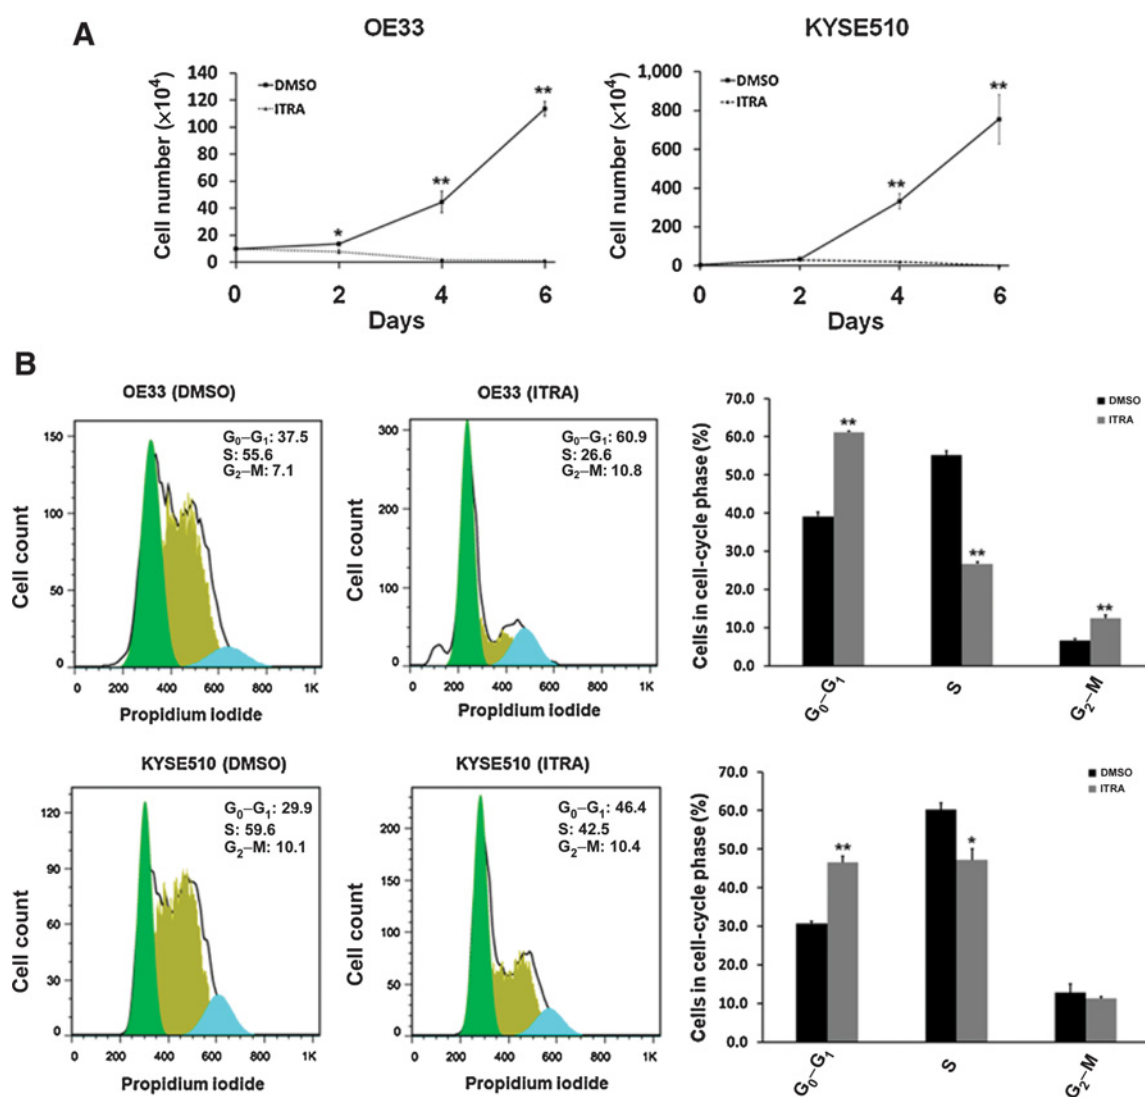 A
OE33
KYSE510
Cell number (×10⁴)
140
120
100
80
60
40
20
0
DMSO
ITRA
*
**
**
0 2 4 6
Days
Cell number (×10⁴)
1,000
800
600
400
200
0
DMSO
ITRA
**
**
0 2 4 6
Days
B
OE33 (DMSO)
G₀–G₁: 37.5
S: 55.6
G₂–M: 7.1
Cell count
150
100
50
0
0 200 400 600 800 1K
Propidium iodide
OE33 (ITRA)
G₀–G₁: 60.9
S: 26.6
G₂–M: 10.8
Cell count
300
200
100
0
0 200 400 600 800 1K
Propidium iodide
Cells in cell-cycle phase (%)
70.0
60.0
50.0
40.0
30.0
20.0
10.0
0.0
DMSO
ITRA
**
**
**
G₀–G₁
S
G₂–M
KYSE510 (DMSO)
G₀–G₁: 29.9
S: 59.6
G₂–M: 10.1
Cell count
120
90
60
30
0
0 200 400 600 800 1K
Propidium iodide
KYSE510 (ITRA)
G₀–G₁: 46.4
S: 42.5
G₂–M: 10.4
Cell count
200
150
100
50
0
0 200 400 600 800 1K
Propidium iodide
Cells in cell-cycle phase (%)
70.0
60.0
50.0
40.0
30.0
20.0
10.0
0.0
DMSO
ITRA
**
*
G₀–G₁
S
G₂–M